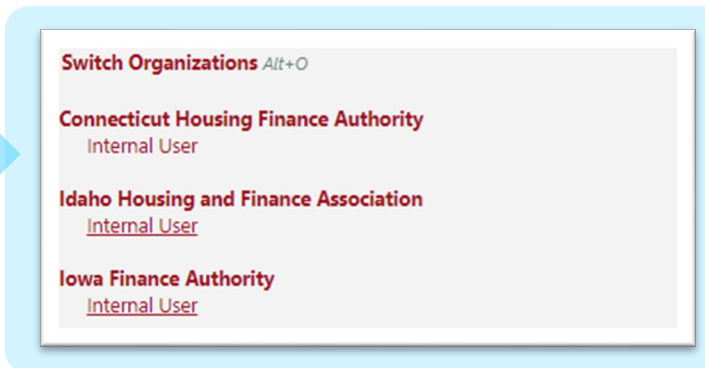 Switch Organizations Alt+O
Connecticut Housing Finance Authority
Internal User
Idaho Housing and Finance Association
Internal User
Iowa Finance Authority
Internal User